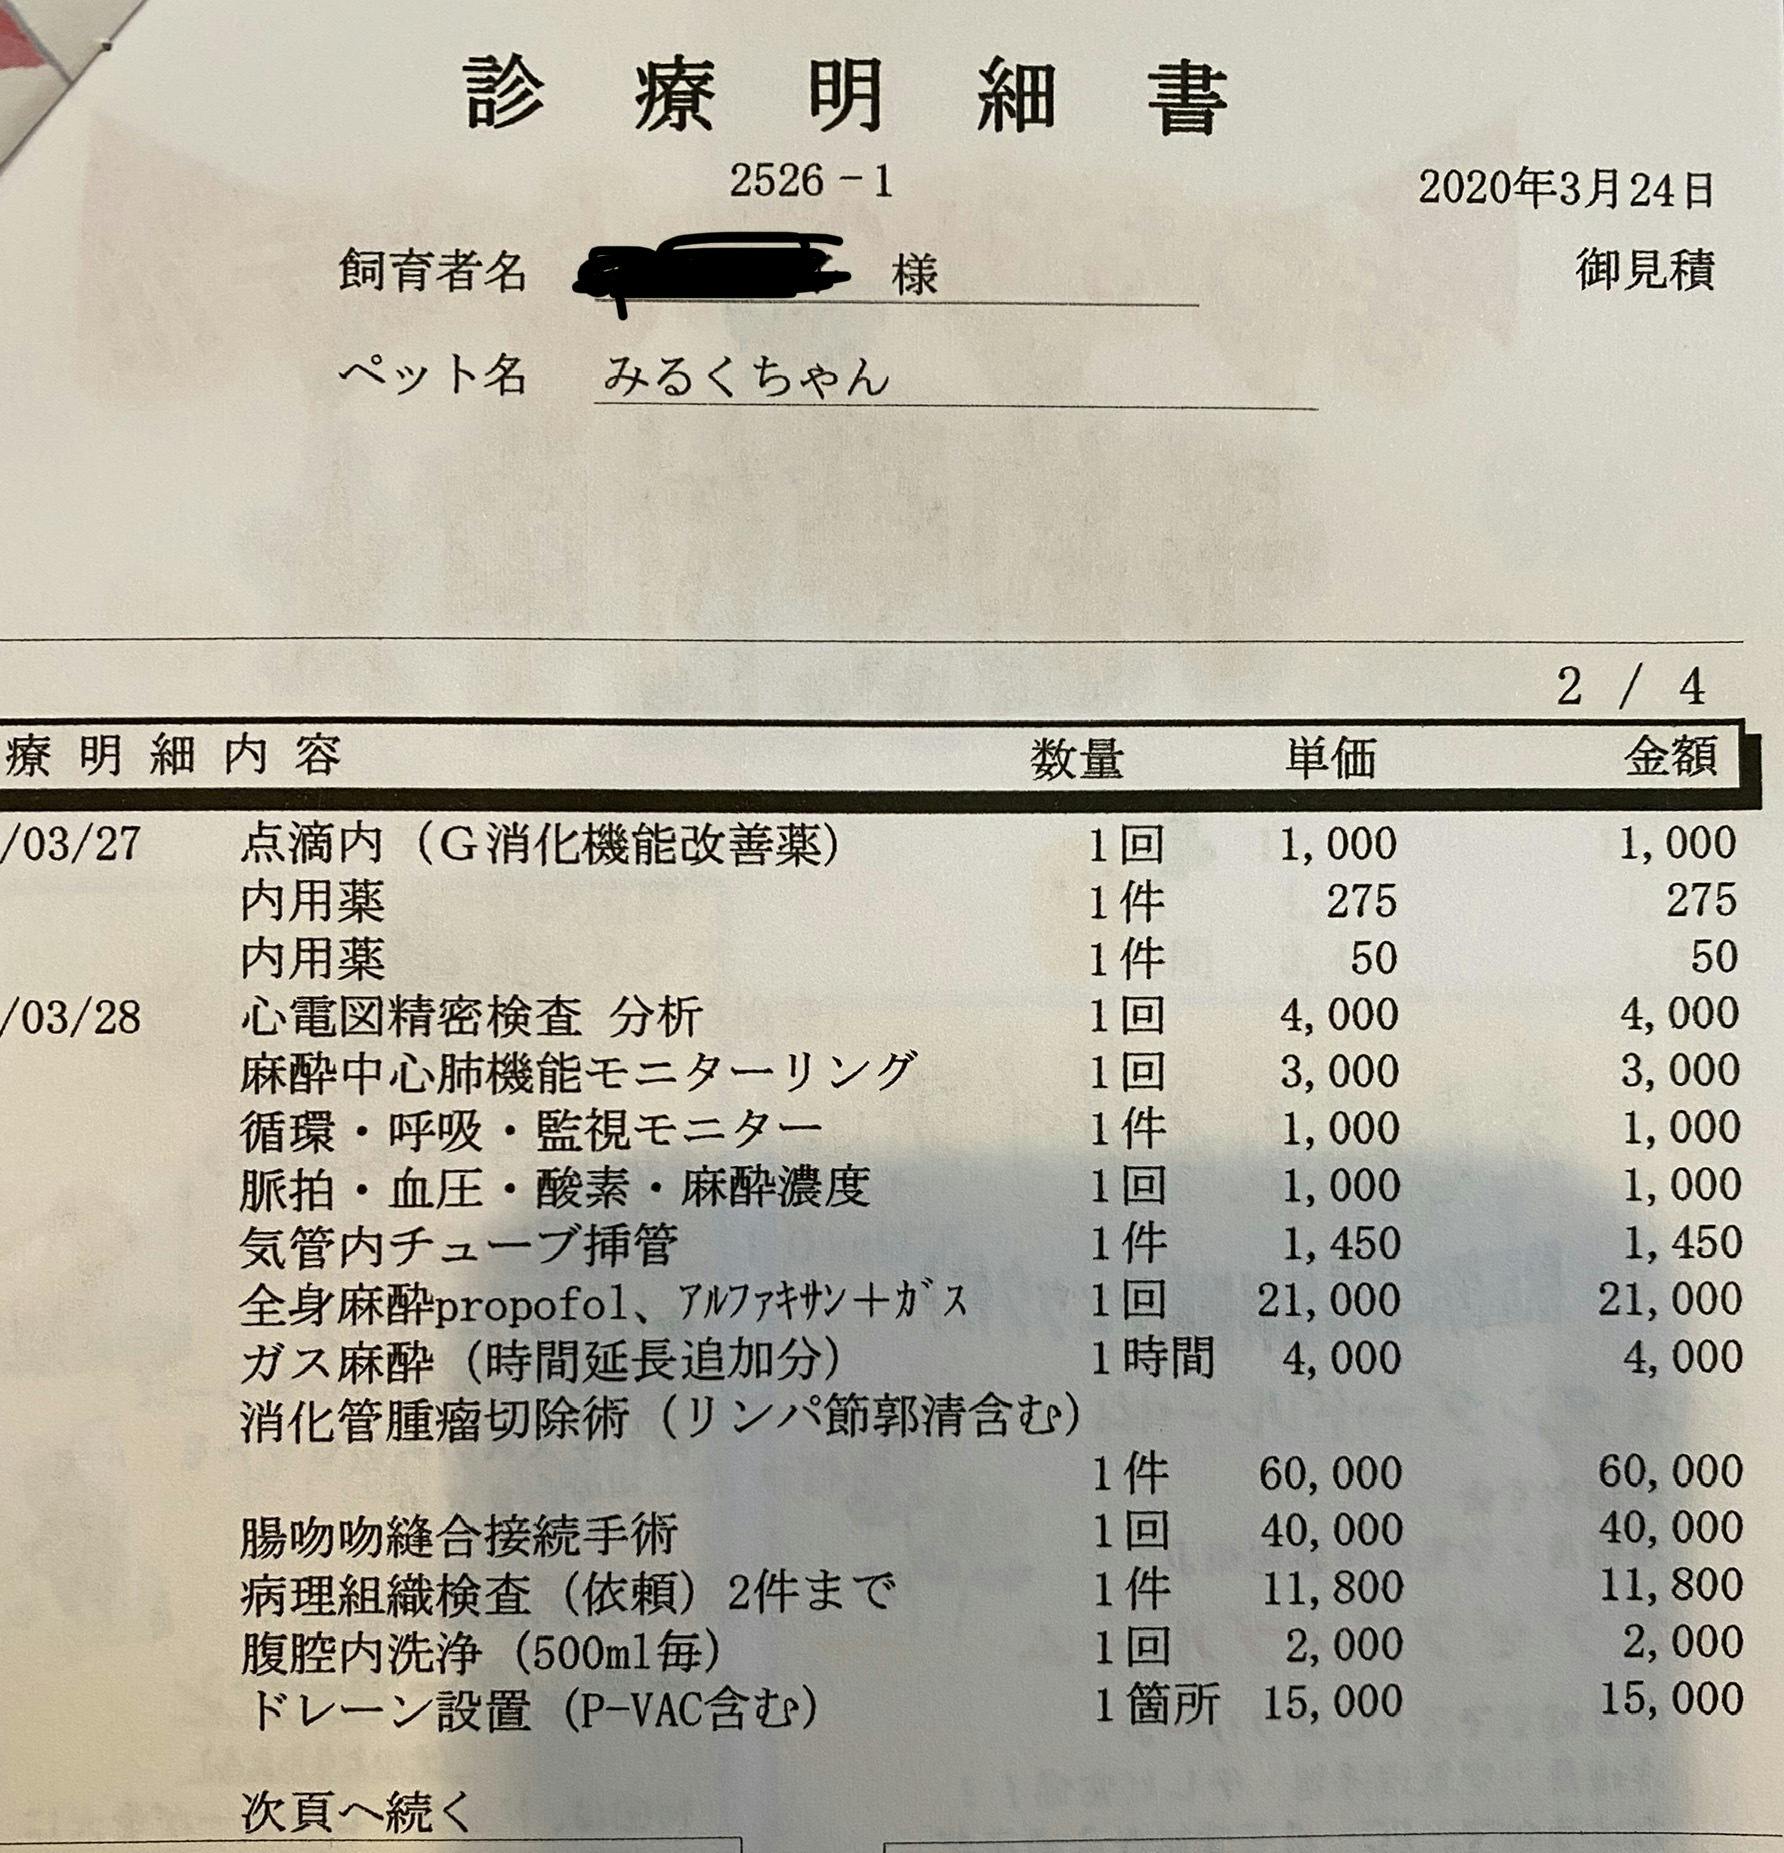 診療明細書
2526-1
2020年3月24日
飼育者名 様
御見積
ペット名 みるくちゃん
2 / 4
療明細内容 数量 単価 金額
/03/27 点滴内（G消化機能改善薬） 1回 1,000 1,000
内用薬 1件 275 275
内用薬 1件 50 50
/03/28 心電図精密検査 分析 1回 4,000 4,000
麻酔中心肺機能モニターリング 1回 3,000 3,000
循環・呼吸・監視モニター 1件 1,000 1,000
脈拍・血圧・酸素・麻酔濃度 1回 1,000 1,000
気管内チューブ挿管 1件 1,450 1,450
全身麻酔propofol、ｱﾙﾌｧｷｻﾝ＋ｶﾞｽ 1回 21,000 21,000
ガス麻酔（時間延長追加分） 1時間 4,000 4,000
消化管腫瘤切除術（リンパ節郭清含む）
1件 60,000 60,000
腸吻吻縫合接続手術 1回 40,000 40,000
病理組織検査（依頼）2件まで 1件 11,800 11,800
腹腔内洗浄（500ml毎） 1回 2,000 2,000
ドレーン設置（P-VAC含む） 1箇所 15,000 15,000
次頁へ続く